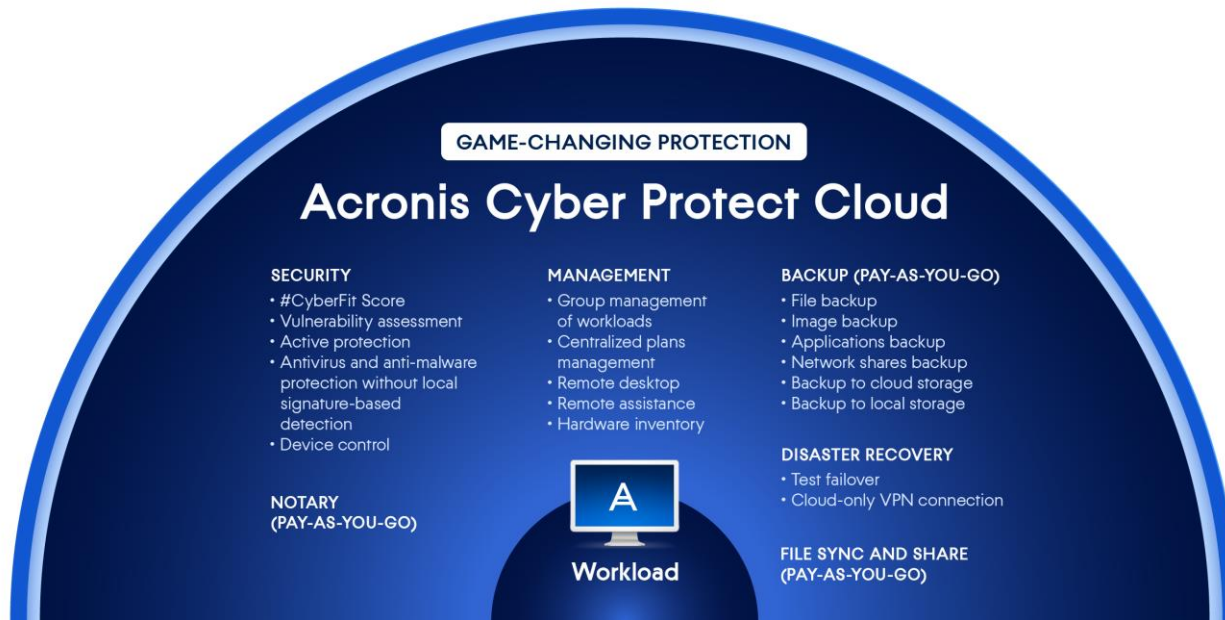 GAME-CHANGING PROTECTION
Acronis Cyber Protect Cloud
SECURITY
• #CyberFit Score
• Vulnerability assessment
• Active protection
• Antivirus and anti-malware
protection without local
signature-based
detection
• Device control
NOTARY
(PAY-AS-YOU-GO)
MANAGEMENT
• Group management
of workloads
• Centralized plans
management
• Remote desktop
• Remote assistance
• Hardware inventory
Workload
BACKUP (PAY-AS-YOU-GO)
• File backup
• Image backup
• Applications backup
• Network shares backup
• Backup to cloud storage
• Backup to local storage
DISASTER RECOVERY
• Test failover
• Cloud-only VPN connection
FILE SYNC AND SHARE
(PAY-AS-YOU-GO)